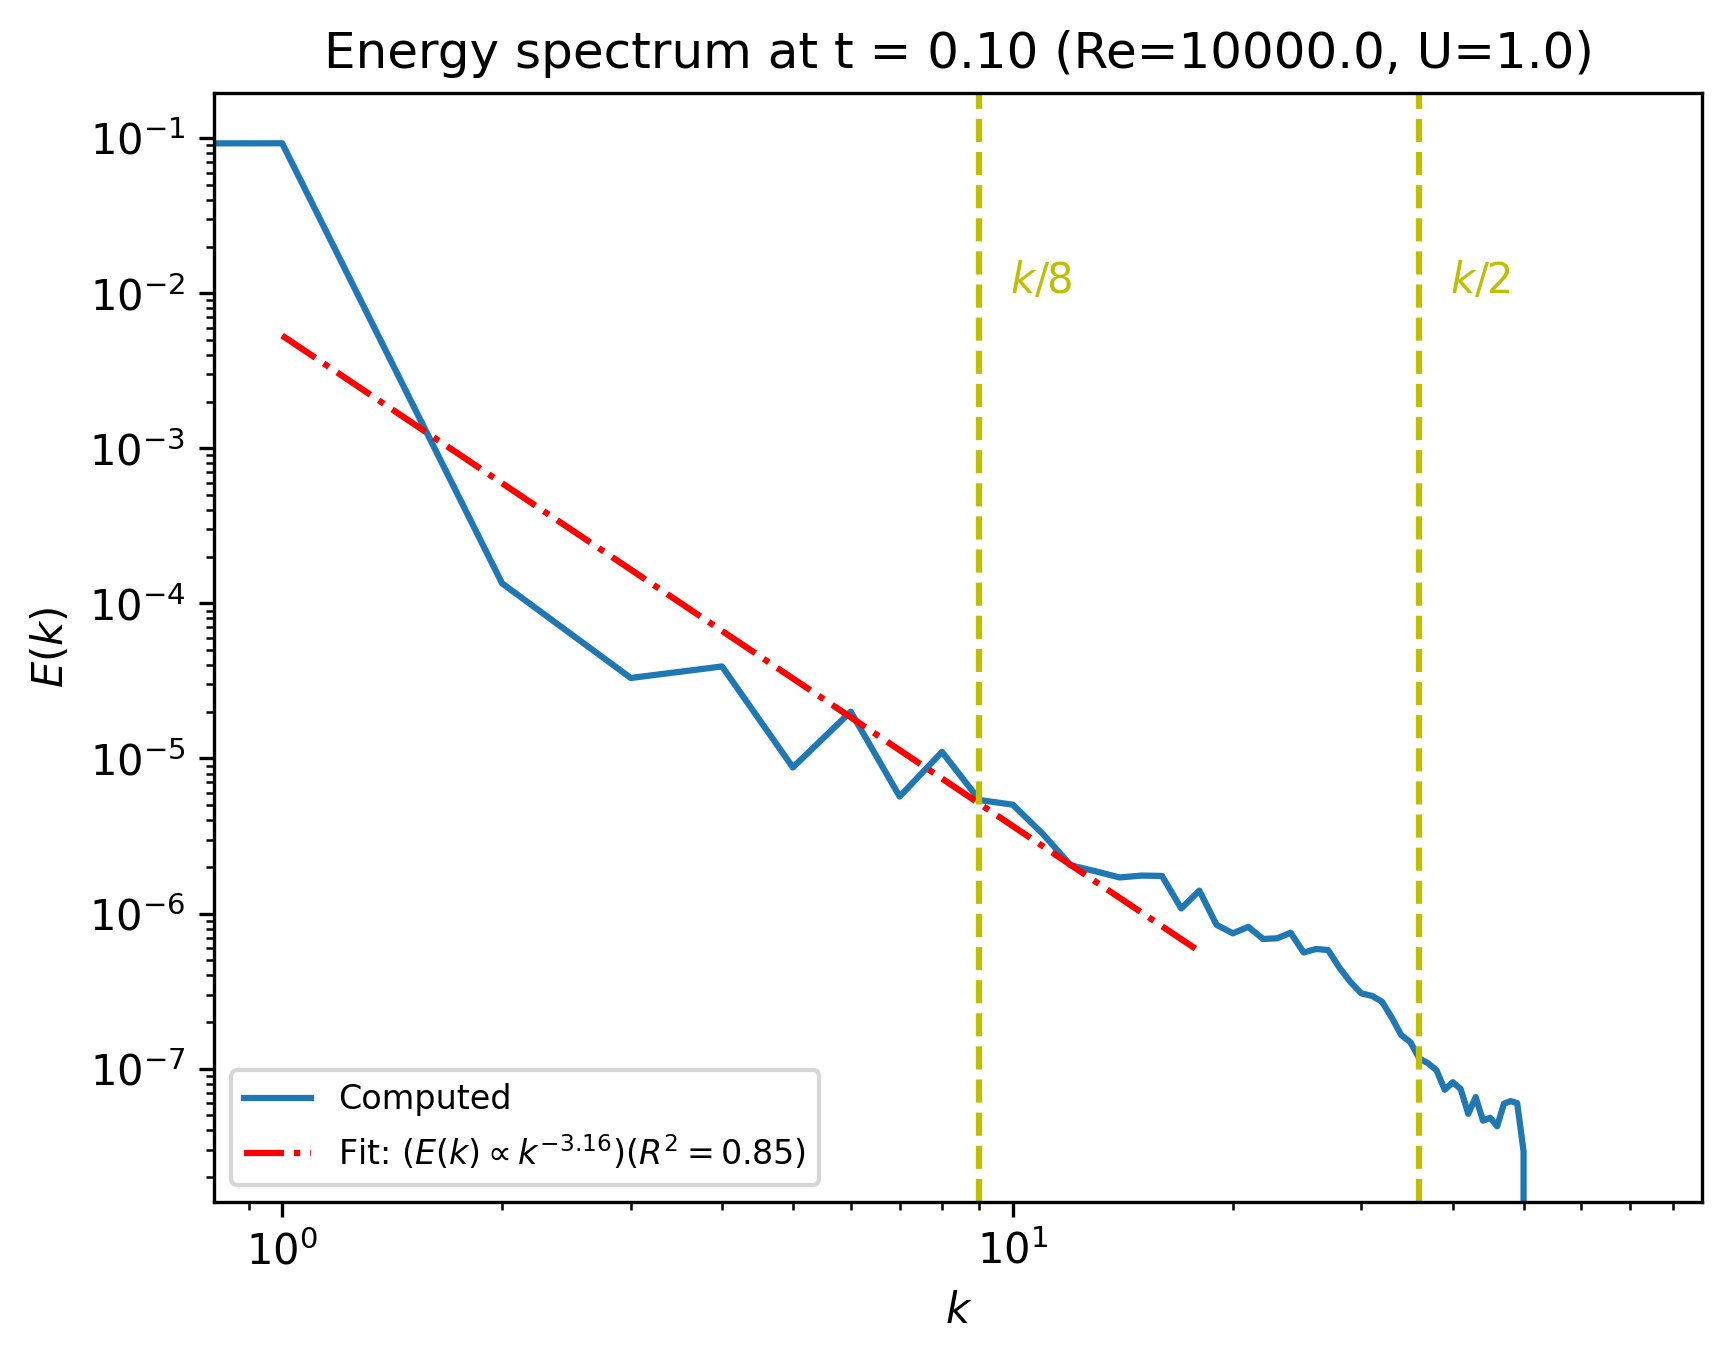 Energy spectrum at t = 0.10 (Re=10000.0, U=1.0)
10⁻¹
10⁻²
10⁻³
10⁻⁴
10⁻⁵
10⁻⁶
10⁻⁷
E(k)
k/8
k/2
Computed
Fit: (E(k) ∝ k⁻³·¹⁶)(R² = 0.85)
10⁰
10¹
k